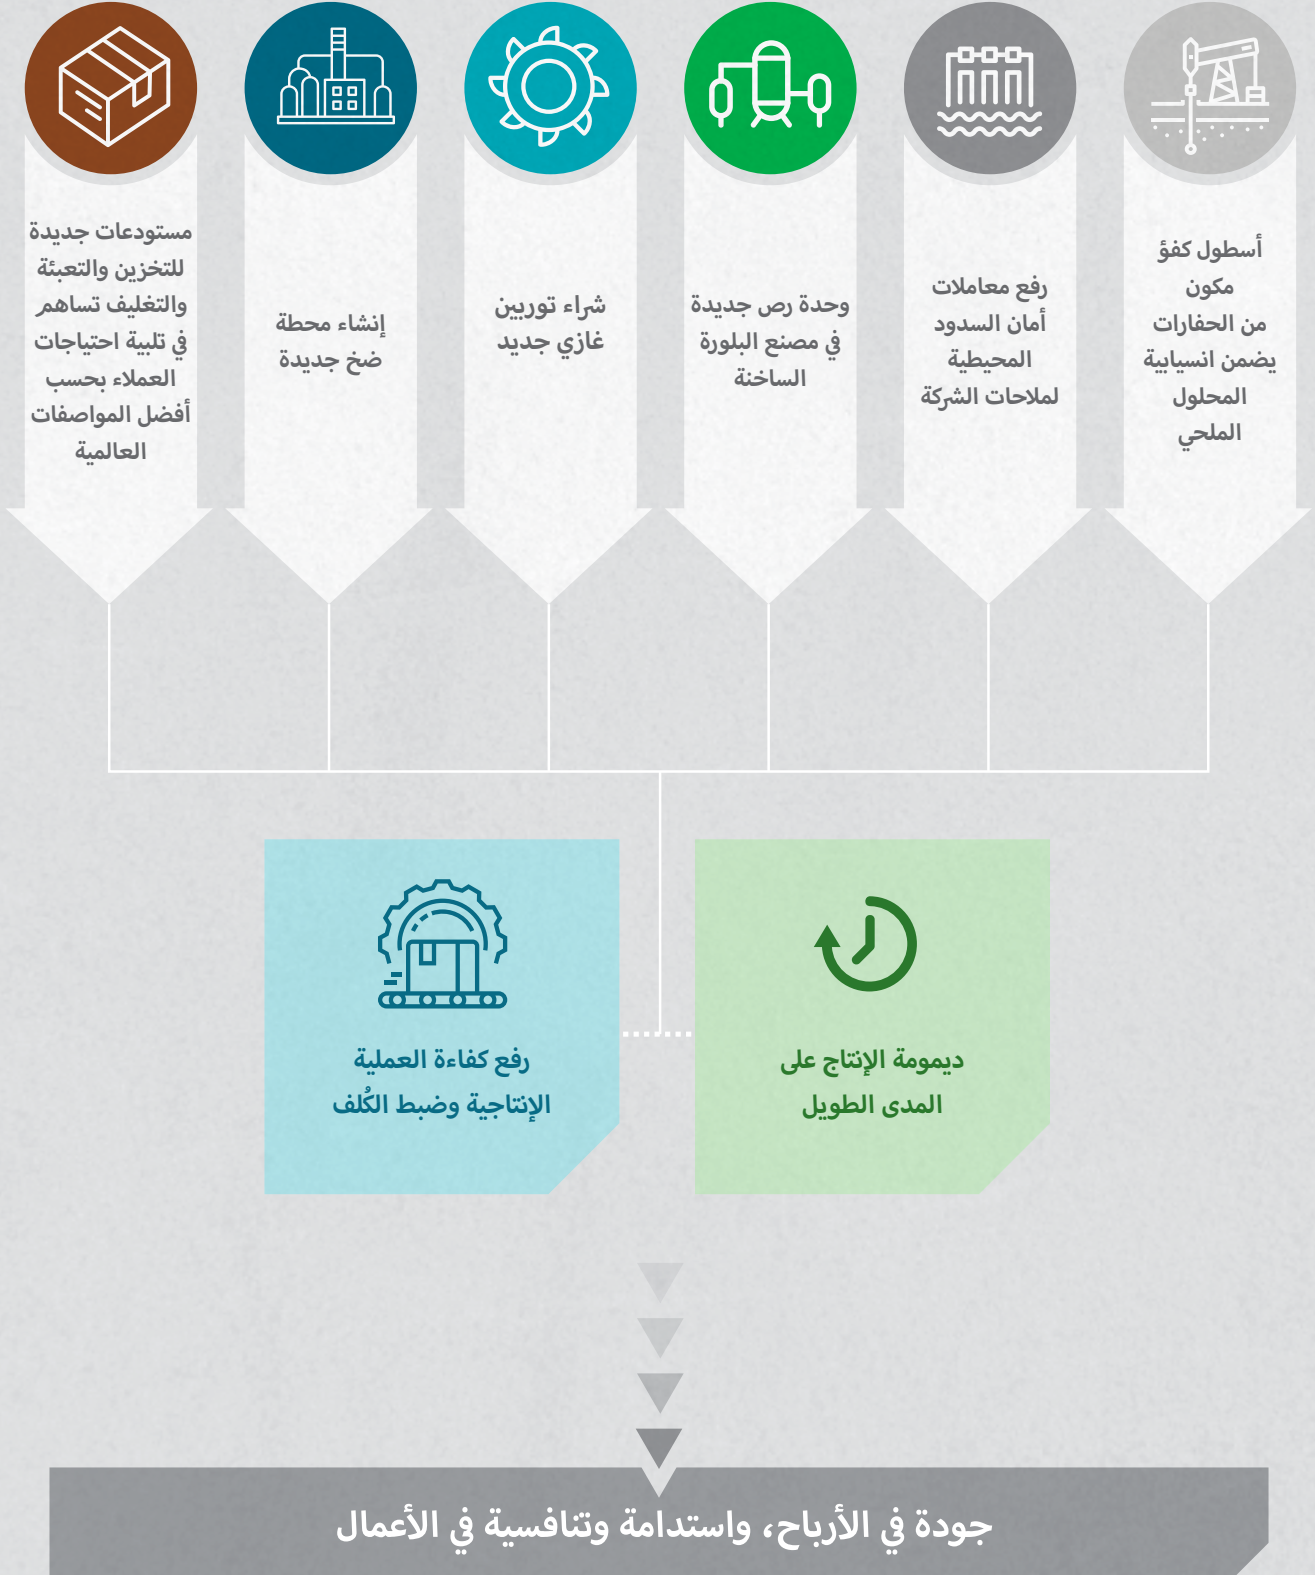 أسطول كفؤ
مكون
من الحفارات
يضمن انسيابية
المحلول
الملحي
رفع معاملات
أمان السدود
المحيطية
لملاحات الشركة
وحدة رص جديدة
في مصنع البلورة
الساخنة
شراء توربين
غازي جديد
إنشاء محطة
ضخ جديدة
مستودعات جديدة
للتخزين والتعبئة
والتغليف تساهم
في تلبية احتياجات
العملاء بحسب
أفضل المواصفات
العالمية
ديمومة الإنتاج على
المدى الطويل
رفع كفاءة العملية
الإنتاجية وضبط الكُلف
جودة في الأرباح، واستدامة وتنافسية في الأعمال